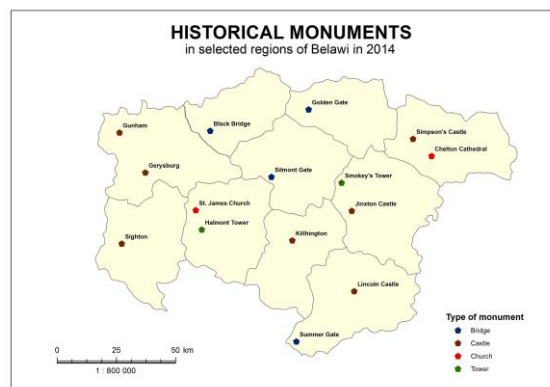 HISTORICAL MONUMENTS
in selected regions of Belawi in 2014
Golden Gate
Black Bridge
Gunham
Simpson's Castle
Chelton Cathedral
Gerysburg
Silmont Gate
Smokey's Tower
St. James Church
Jinxton Castle
Halmont Tower
Sighton
Killhington
Lincoln Castle
Summer Gate
Type of monument
Bridge
Castle
Church
Tower
0 25 50 km
1 : 800 000